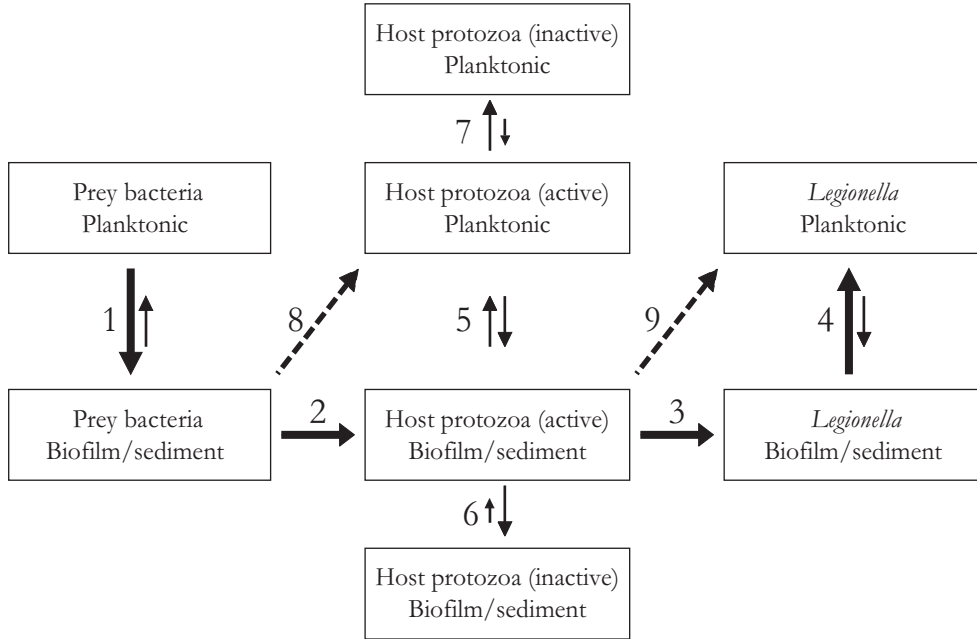 Host protozoa (inactive)
Planktonic
7
Prey bacteria
Planktonic
Host protozoa (active)
Planktonic
Legionella
Planktonic
1
8
5
9
4
Prey bacteria
Biofilm/sediment
2
Host protozoa (active)
Biofilm/sediment
3
Legionella
Biofilm/sediment
6
Host protozoa (inactive)
Biofilm/sediment